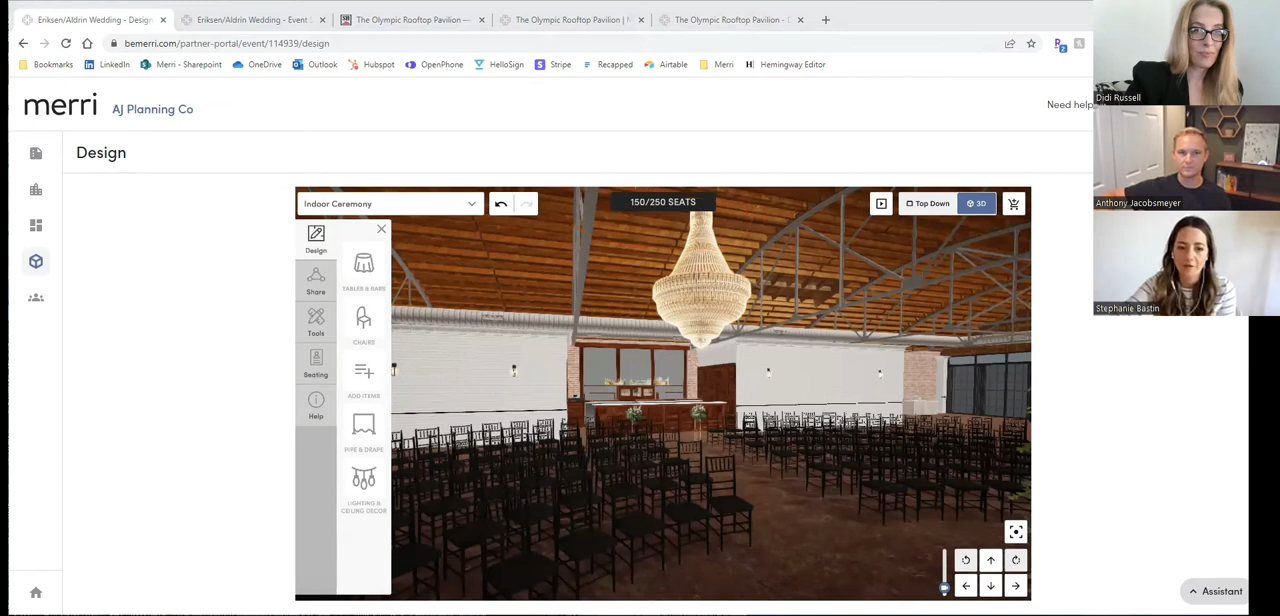 Eriksen/Aldrin Wedding - Design
Eriksen/Aldrin Wedding - Event
The Olympic Rooftop Pavilion —
The Olympic Rooftop Pavilion |
The Olympic Rooftop Pavilion -
bemerri.com/partner-portal/event/114939/design
Bookmarks
LinkedIn
Merri - Sharepoint
OneDrive
Outlook
Hubspot
OpenPhone
HelloSign
Stripe
Recapped
Airtable
Merri
Hemingway Editor
merri
AJ Planning Co
Need help
Design
Indoor Ceremony
150/250 SEATS
Top Down
3D
Design
Share
Tools
Seating
Help
TABLES & BARS
CHAIRS
ADD ITEMS
PIPE & DRAPE
LIGHTING &
CEILING DECOR
Assistant
Didi Russell
Anthony Jacobsmeyer
Stephanie Bastin